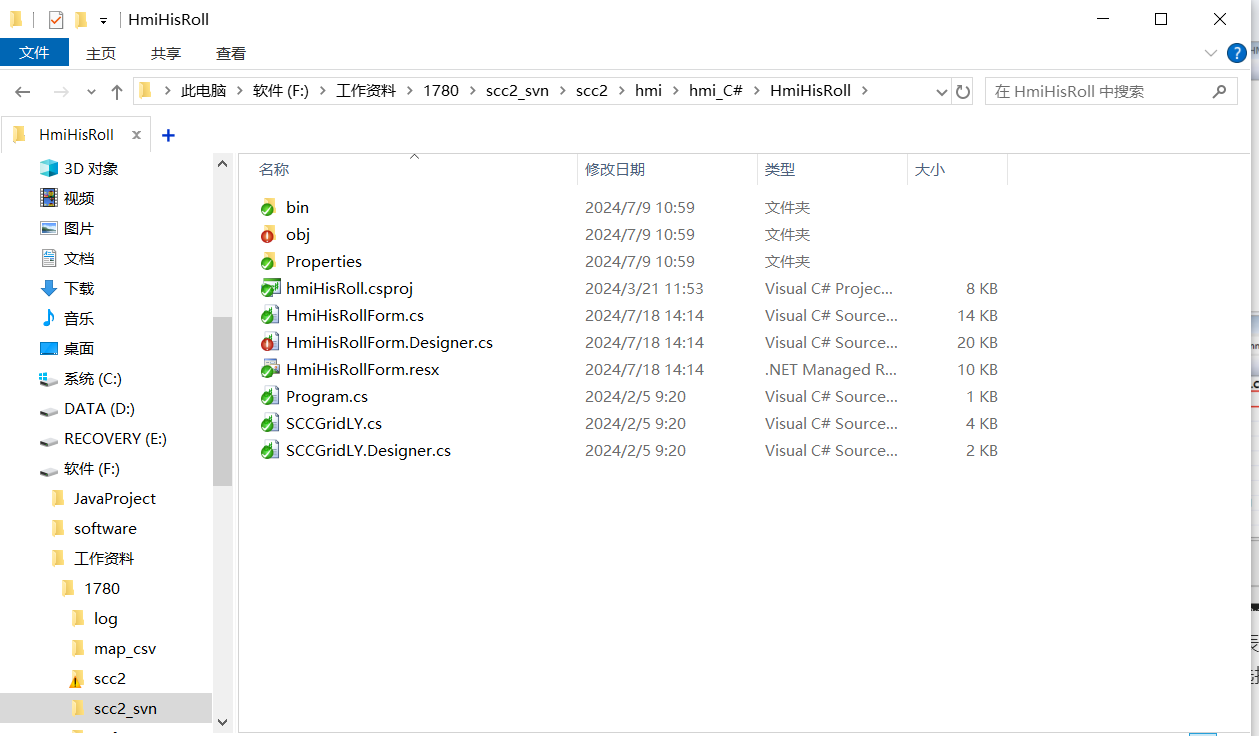 HmiHisRoll
文件 主页 共享 查看
此电脑 软件 (F:) 工作资料 1780 scc2_svn scc2 hmi hmi_C# HmiHisRoll 在 HmiHisRoll 中搜索
HmiHisRoll
名称 修改日期 类型 大小
3D 对象
视频
图片
文档
下载
音乐
桌面
系统 (C:)
DATA (D:)
RECOVERY (E:)
软件 (F:)
JavaProject
software
工作资料
1780
log
map_csv
scc2
scc2_svn
bin 2024/7/9 10:59 文件夹
obj 2024/7/9 10:59 文件夹
Properties 2024/7/9 10:59 文件夹
hmiHisRoll.csproj 2024/3/21 11:53 Visual C# Projec... 8 KB
HmiHisRollForm.cs 2024/7/18 14:14 Visual C# Source... 14 KB
HmiHisRollForm.Designer.cs 2024/7/18 14:14 Visual C# Source... 20 KB
HmiHisRollForm.resx 2024/7/18 14:14 .NET Managed R... 10 KB
Program.cs 2024/2/5 9:20 Visual C# Source... 1 KB
SCCGridLY.cs 2024/2/5 9:20 Visual C# Source... 4 KB
SCCGridLY.Designer.cs 2024/2/5 9:20 Visual C# Source... 2 KB